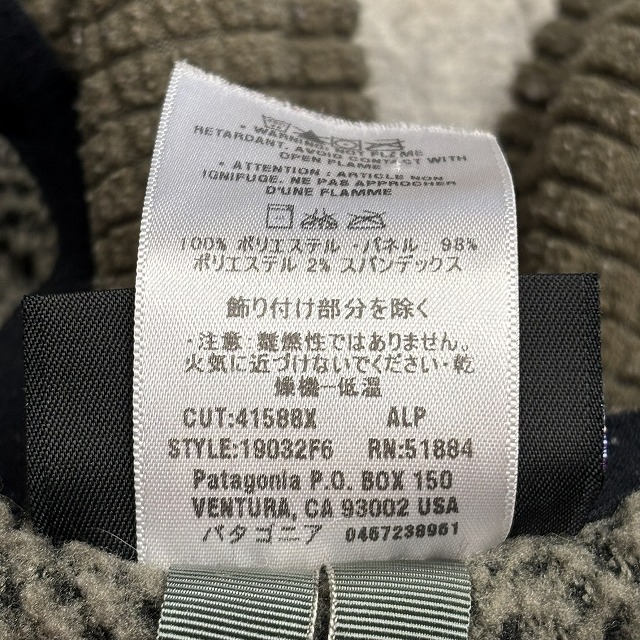 • WARNING: NOT FLAME
RETARDANT. AVOID CONTACT WITH
OPEN FLAME •
• ATTENTION : ARTICLE NON
IGNIFUGE. NE PAS APPROCHER
D'UNE FLAMME
100% ポリエステル・パネル: 98%
ポリエステル 2% スパンデックス
飾り付け部分を除く
・注意: 難燃性ではありません。
火気に近づけないでください・乾
燥機ー低温
CUT:41588X ALP
STYLE:19032F6 RN:51884
Patagonia P.O. BOX 150
VENTURA, CA 93002 USA
パタゴニア 0467238961